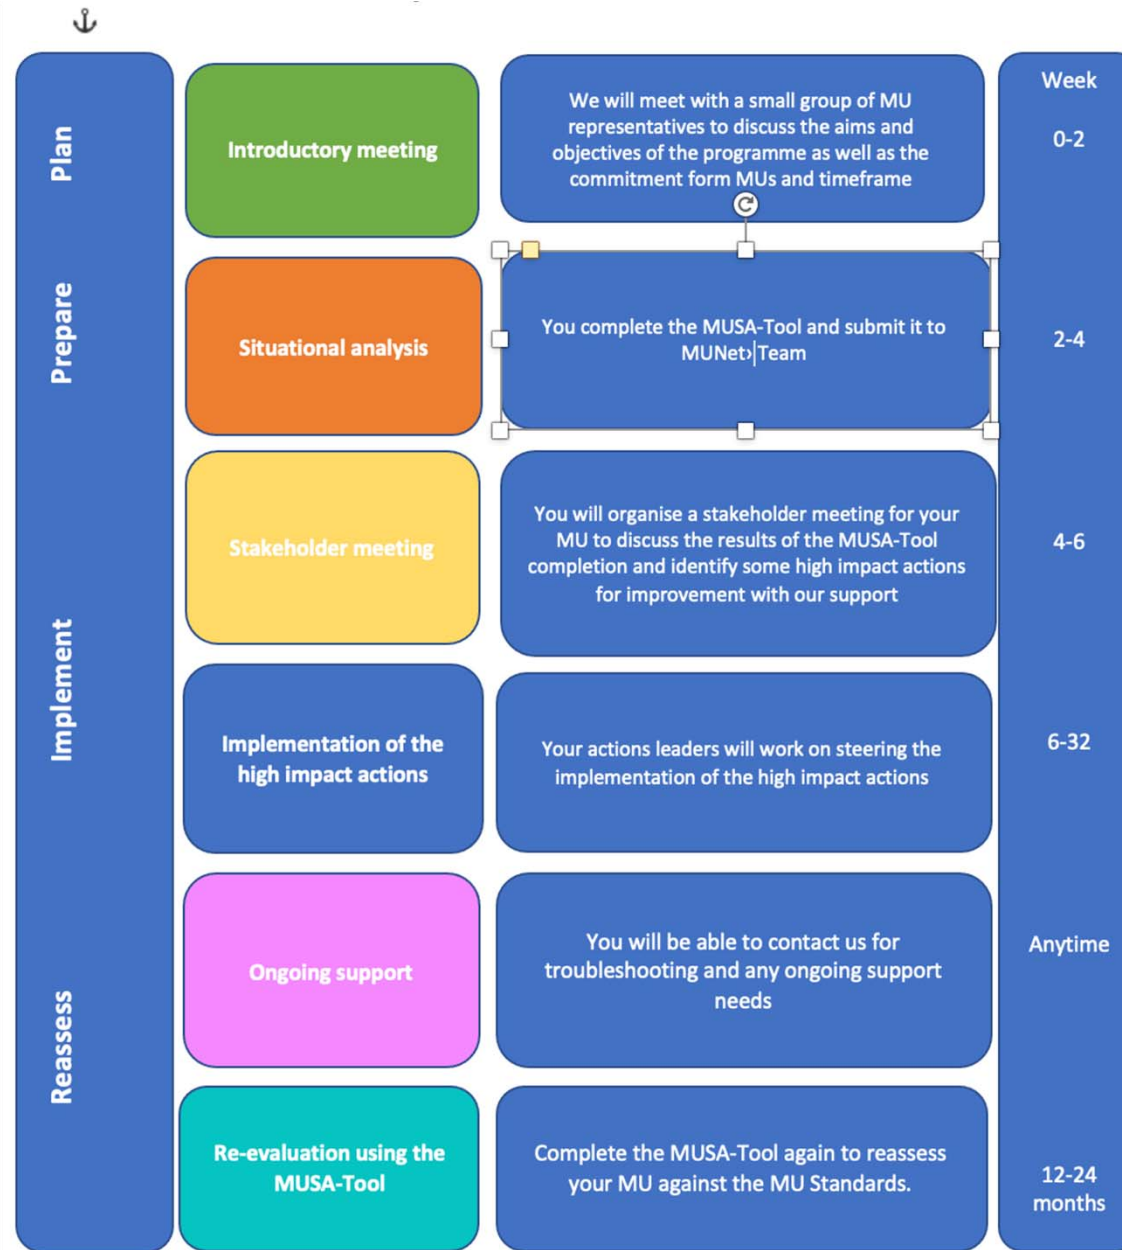 Plan
Introductory meeting
We will meet with a small group of MU
representatives to discuss the aims and
objectives of the programme as well as the
commitment form MUs and timeframe
Week
0-2
Prepare
Situational analysis
You complete the MUSA-Tool and submit it to
MUNet›Team
2-4
Stakeholder meeting
You will organise a stakeholder meeting for your
MU to discuss the results of the MUSA-Tool
completion and identify some high impact actions
for improvement with our support
4-6
Implement
Implementation of the
high impact actions
Your actions leaders will work on steering the
implementation of the high impact actions
6-32
Ongoing support
You will be able to contact us for
troubleshooting and any ongoing support
needs
Anytime
Reassess
Re-evaluation using the
MUSA-Tool
Complete the MUSA-Tool again to reassess
your MU against the MU Standards.
12-24
months